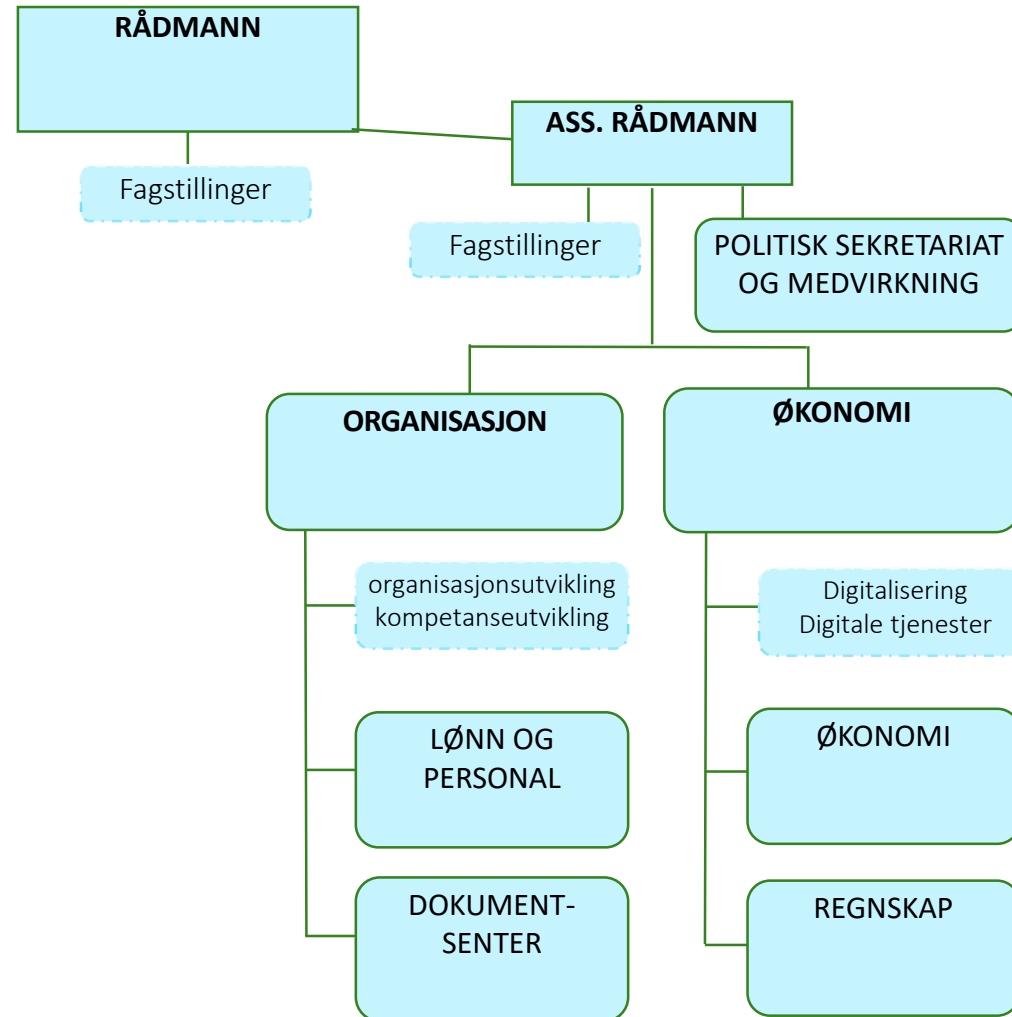 RÅDMANN
ASS. RÅDMANN
Fagstillinger
Fagstillinger
POLITISK SEKRETARIAT
OG MEDVIRKNING
ORGANISASJON
ØKONOMI
organisasjonsutvikling
kompetanseutvikling
Digitalisering
Digitale tjenester
LØNN OG
PERSONAL
ØKONOMI
DOKUMENT-
SENTER
REGNSKAP